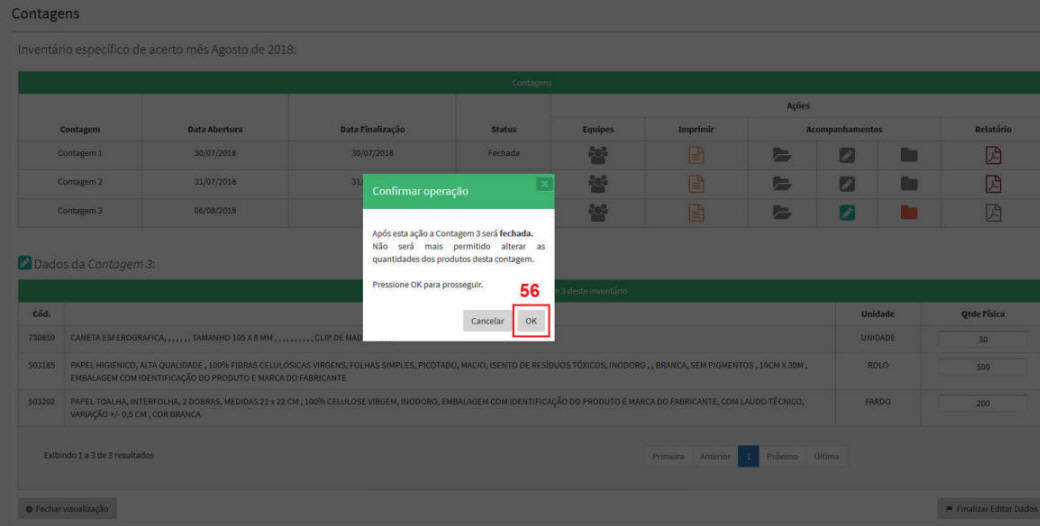 Contagens
Inventário específico de acerto mês Agosto de 2018:
Contagens
Ações
Contagem Data Abertura Data Finalização Status Equipes Imprimir Acompanhamentos Relatório
Contagem 1 30/07/2018 30/07/2018 Fechada
Contagem 2 31/07/2018 31/
Contagem 3 06/08/2018
Confirmar operação
Após esta ação a Contagem 3 será fechada.
Não será mais permitido alterar as
quantidades dos produtos desta contagem.
Pressione OK para prosseguir.
56
Cancelar OK
Dados da Contagem 3:
3 deste inventário
Cód. Unidade Qtde Física
730859 CANETA ESFEROGRAFICA, , , , , , , TAMANHO 105 X 8 MM , , , , , , , , , , CLIP DE MAD UNIDADE 30
503185 PAPEL HIGIENICO, ALTA QUALIDADE , 100% FIBRAS CELULÓSICAS VIRGENS, FOLHAS SIMPLES, PICOTADO, MACIO, ISENTO DE RESÍDUOS TÓXICOS, INODORO , , BRANCA, SEM PIGMENTOS , 10CM X 30M , ROLO 500
EMBALAGEM COM IDENTIFICAÇÃO DO PRODUTO E MARCA DO FABRICANTE
503202 PAPEL TOALHA, INTERFOLHA, 2 DOBRAS, MEDIDAS 21 x 22 CM , 100% CELULOSE VIRGEM, INODORO, EMBALAGEM COM IDENTIFICAÇÃO DO PRODUTO E MARCA DO FABRICANTE, COM LAUDO TÉCNICO, FARDO 200
VARIAÇÃO +/- 0,5 CM , COR BRANCA
Exibindo 1 a 3 de 3 resultados Primeira Anterior 1 Próximo Última
Fechar visualização Finalizar Editar Dados